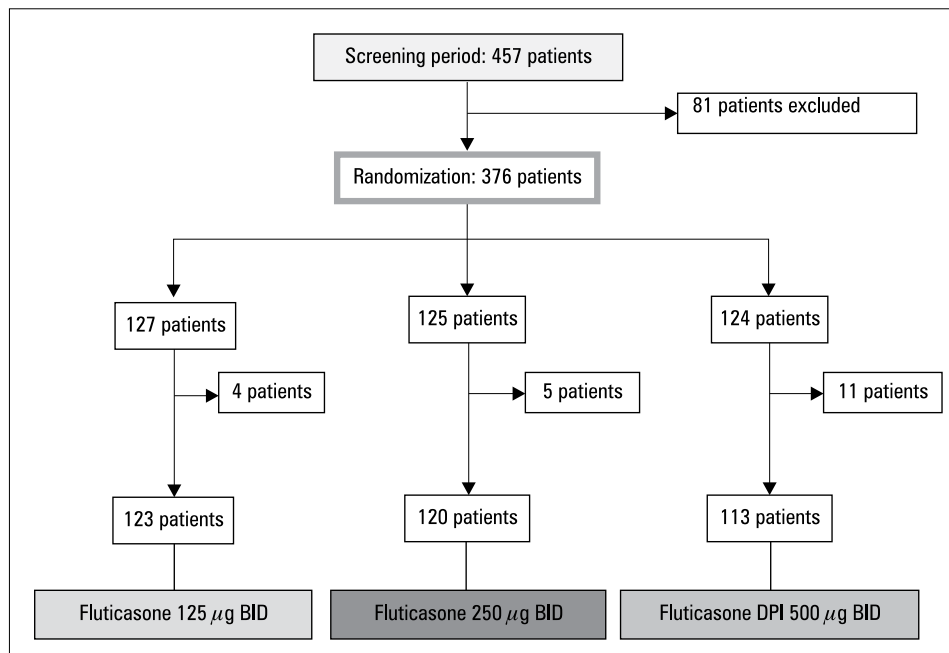 Screening period: 457 patients
81 patients excluded
Randomization: 376 patients
127 patients
125 patients
124 patients
4 patients
5 patients
11 patients
123 patients
120 patients
113 patients
Fluticasone 125 μg BID
Fluticasone 250 μg BID
Fluticasone DPI 500 μg BID